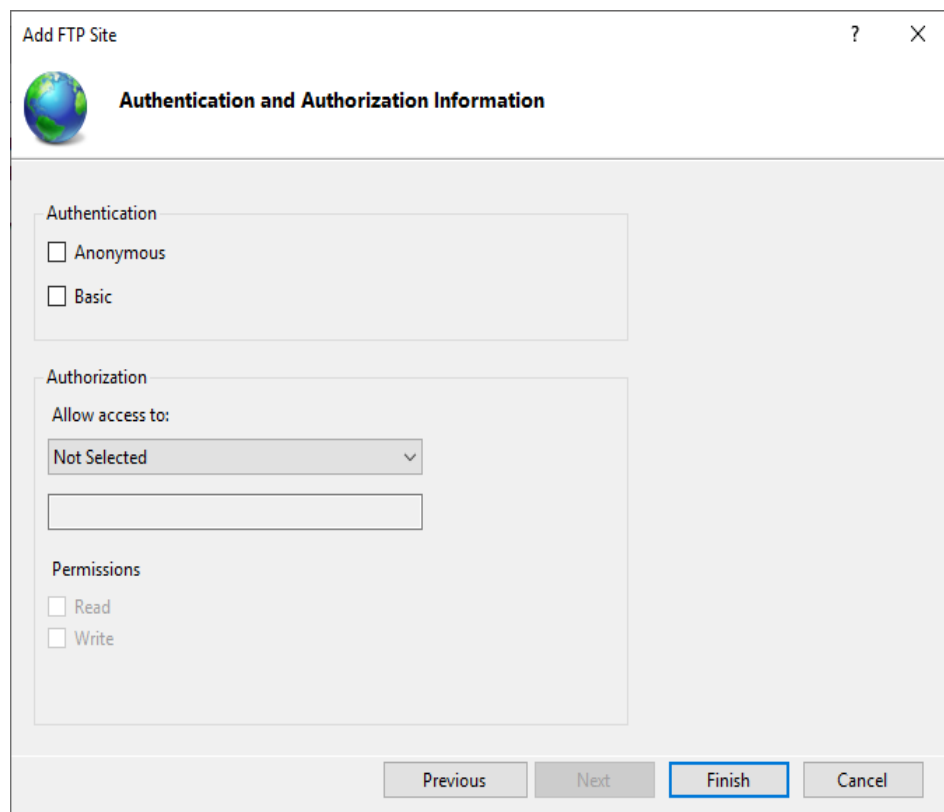 Add FTP Site
?
Authentication and Authorization Information
Authentication
Anonymous
Basic
Authorization
Allow access to:
Not Selected
Permissions
Read
Write
Previous
Next
Finish
Cancel